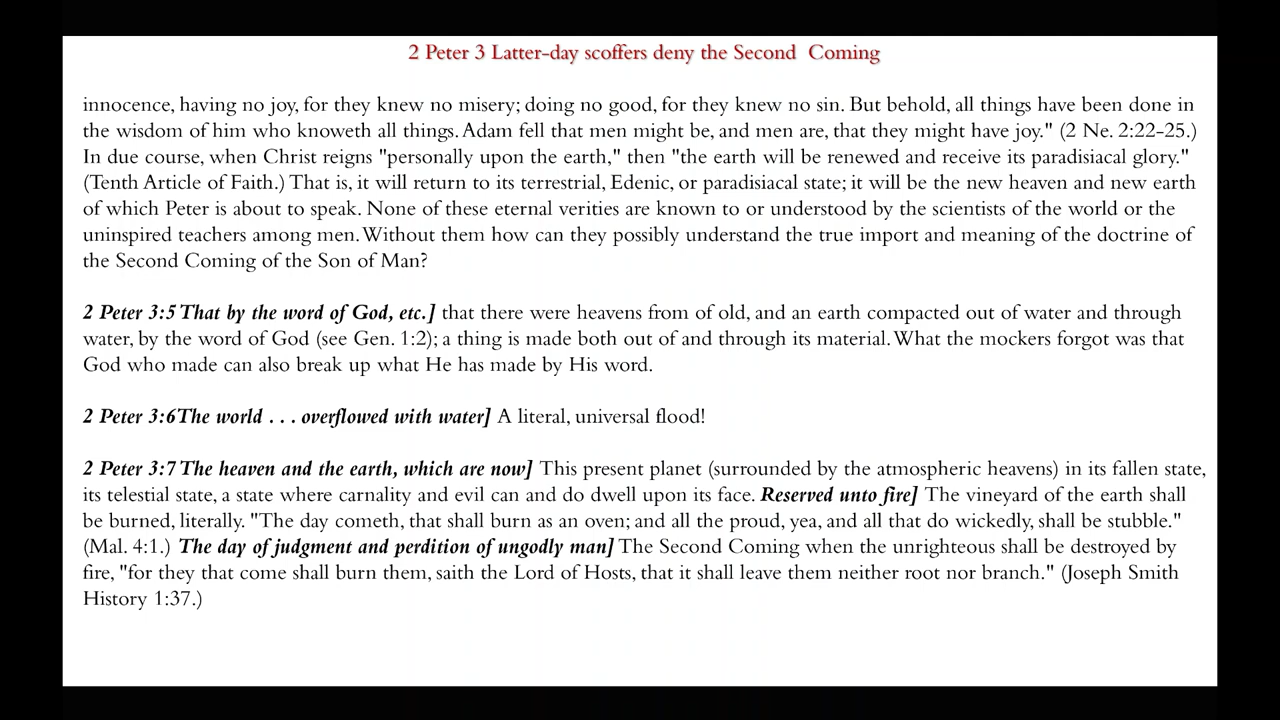 2 Peter 3 Latter-day scoffers deny the Second Coming
innocence, having no joy, for they knew no misery; doing no good, for they knew no sin. But behold, all things have been done in
the wisdom of him who knoweth all things. Adam fell that men might be, and men are, that they might have joy." (2 Ne. 2:22-25.)
In due course, when Christ reigns "personally upon the earth," then "the earth will be renewed and receive its paradisiacal glory."
(Tenth Article of Faith.) That is, it will return to its terrestrial, Edenic, or paradisiacal state; it will be the new heaven and new earth
of which Peter is about to speak. None of these eternal verities are known to or understood by the scientists of the world or the
uninspired teachers among men. Without them how can they possibly understand the true import and meaning of the doctrine of
the Second Coming of the Son of Man?
2 Peter 3:5 That by the word of God, etc.] that there were heavens from of old, and an earth compacted out of water and through
water, by the word of God (see Gen. 1:2); a thing is made both out of and through its material. What the mockers forgot was that
God who made can also break up what He has made by His word.
2 Peter 3:6 The world . . . overflowed with water] A literal, universal flood!
2 Peter 3:7 The heaven and the earth, which are now] This present planet (surrounded by the atmospheric heavens) in its fallen state,
its telestial state, a state where carnality and evil can and do dwell upon its face. Reserved unto fire] The vineyard of the earth shall
be burned, literally. "The day cometh, that shall burn as an oven; and all the proud, yea, and all that do wickedly, shall be stubble."
(Mal. 4:1.) The day of judgment and perdition of ungodly man] The Second Coming when the unrighteous shall be destroyed by
fire, "for they that come shall burn them, saith the Lord of Hosts, that it shall leave them neither root nor branch." (Joseph Smith
History 1:37.)